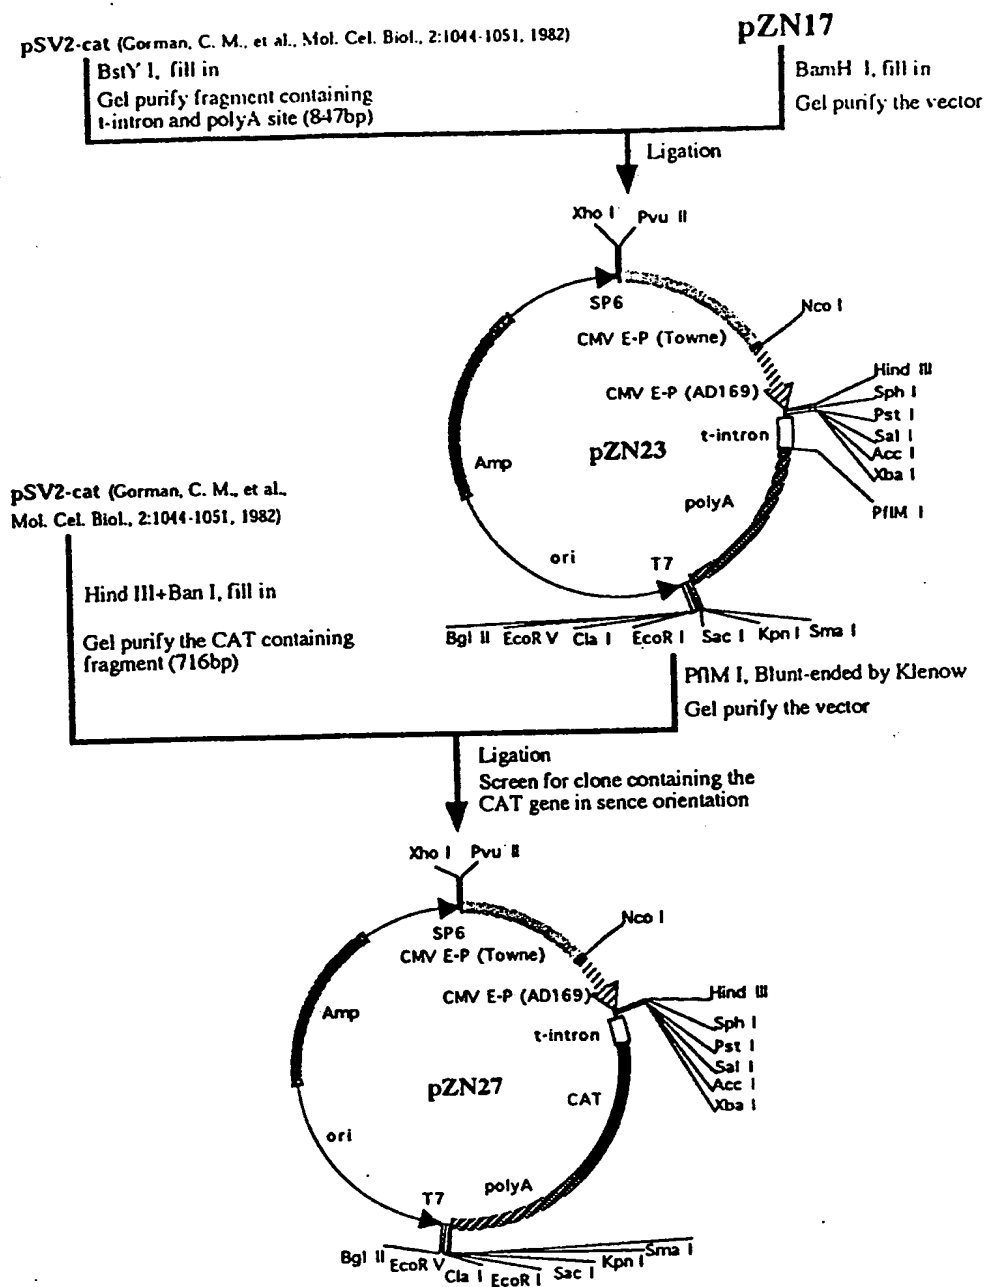 pZN17
pSV2-cat (Gorman, C. M., et al., Mol. Cel. Biol., 2:1044-1051, 1982)
BstY I, fill in
Gel purify fragment containing
t-intron and polyA site (847bp)
BamH I, fill in
Gel purify the vector
Ligation
Xho I
Pvu II
SP6
Nco I
CMV E-P (Towne)
Hind III
CMV E-P (AD169)
Sph I
Pst I
t-intron
Sal I
Acc I
pZN23
Xba I
Amp
polyA
PflM I
pSV2-cat (Gorman, C. M., et al.,
Mol. Cel. Biol., 2:1044-1051, 1982)
ori
T7
Hind III+Ban I, fill in
Bgl II EcoR V Cla I EcoR I Sac I Kpn I Sma I
Gel purify the CAT containing
fragment (716bp)
PflM I, Blunt-ended by Klenow
Gel purify the vector
Ligation
Screen for clone containing the
CAT gene in sence orientation
Xho I
Pvu II
SP6
Nco I
CMV E-P (Towne)
CMV E-P (AD169)
Hind III
Amp
t-intron
Sph I
Pst I
Sal I
pZN27
CAT
Acc I
Xba I
ori
T7
polyA
Bgl II EcoR V Cla I EcoR I Sac I Kpn I Sma I